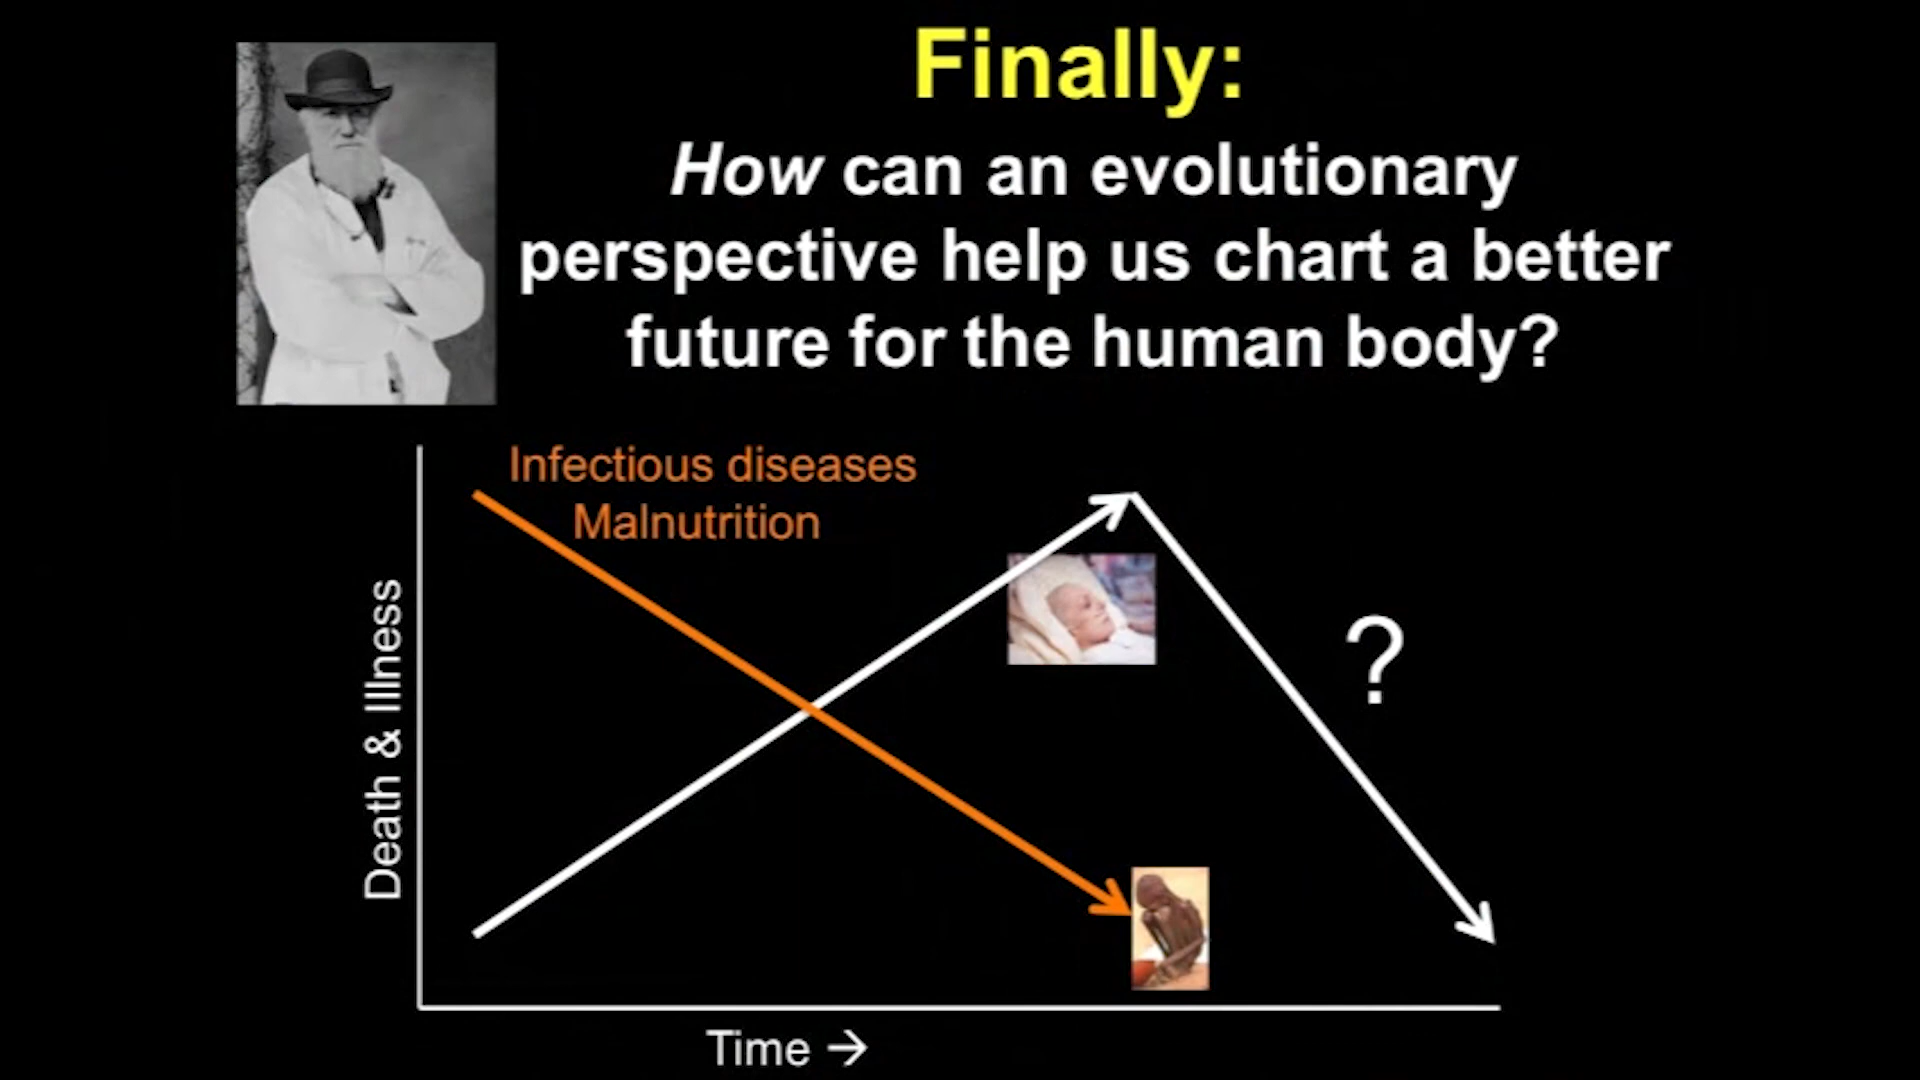 Finally:
How can an evolutionary
perspective help us chart a better
future for the human body?
Infectious diseases
Malnutrition
?
Death & Illness
Time →